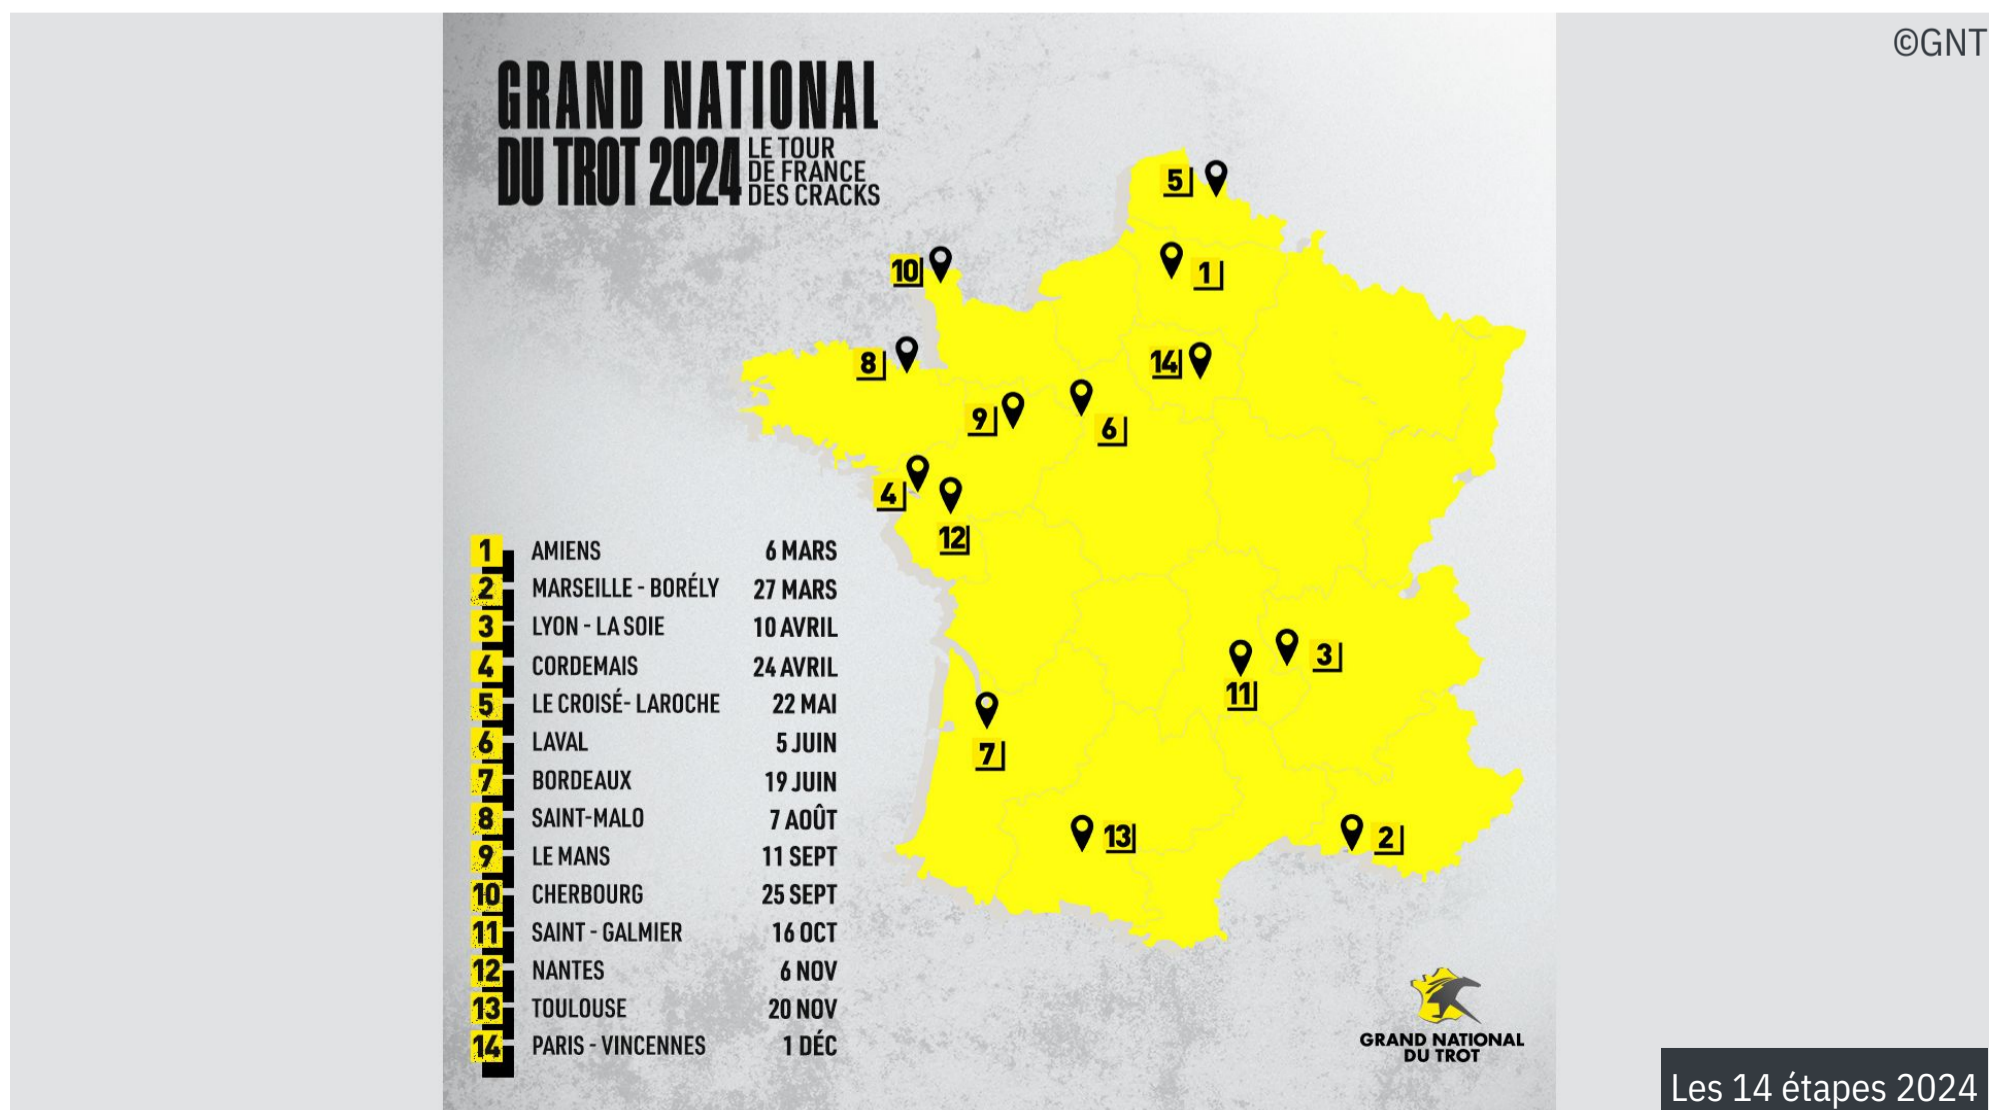 ©GNT
GRAND NATIONAL
DU TROT 2024
LE TOUR
DE FRANCE
DES CRACKS
5
10
1
8
14
9
6
4
12
3
11
7
13
2
1 AMIENS 6 MARS
2 MARSEILLE - BORÉLY 27 MARS
3 LYON - LA SOIE 10 AVRIL
4 CORDEMAIS 24 AVRIL
5 LE CROISÉ- LAROCHE 22 MAI
6 LAVAL 5 JUIN
7 BORDEAUX 19 JUIN
8 SAINT-MALO 7 AOÛT
9 LE MANS 11 SEPT
10 CHERBOURG 25 SEPT
11 SAINT - GALMIER 16 OCT
12 NANTES 6 NOV
13 TOULOUSE 20 NOV
14 PARIS - VINCENNES 1 DÉC
GRAND NATIONAL
DU TROT
Les 14 étapes 2024